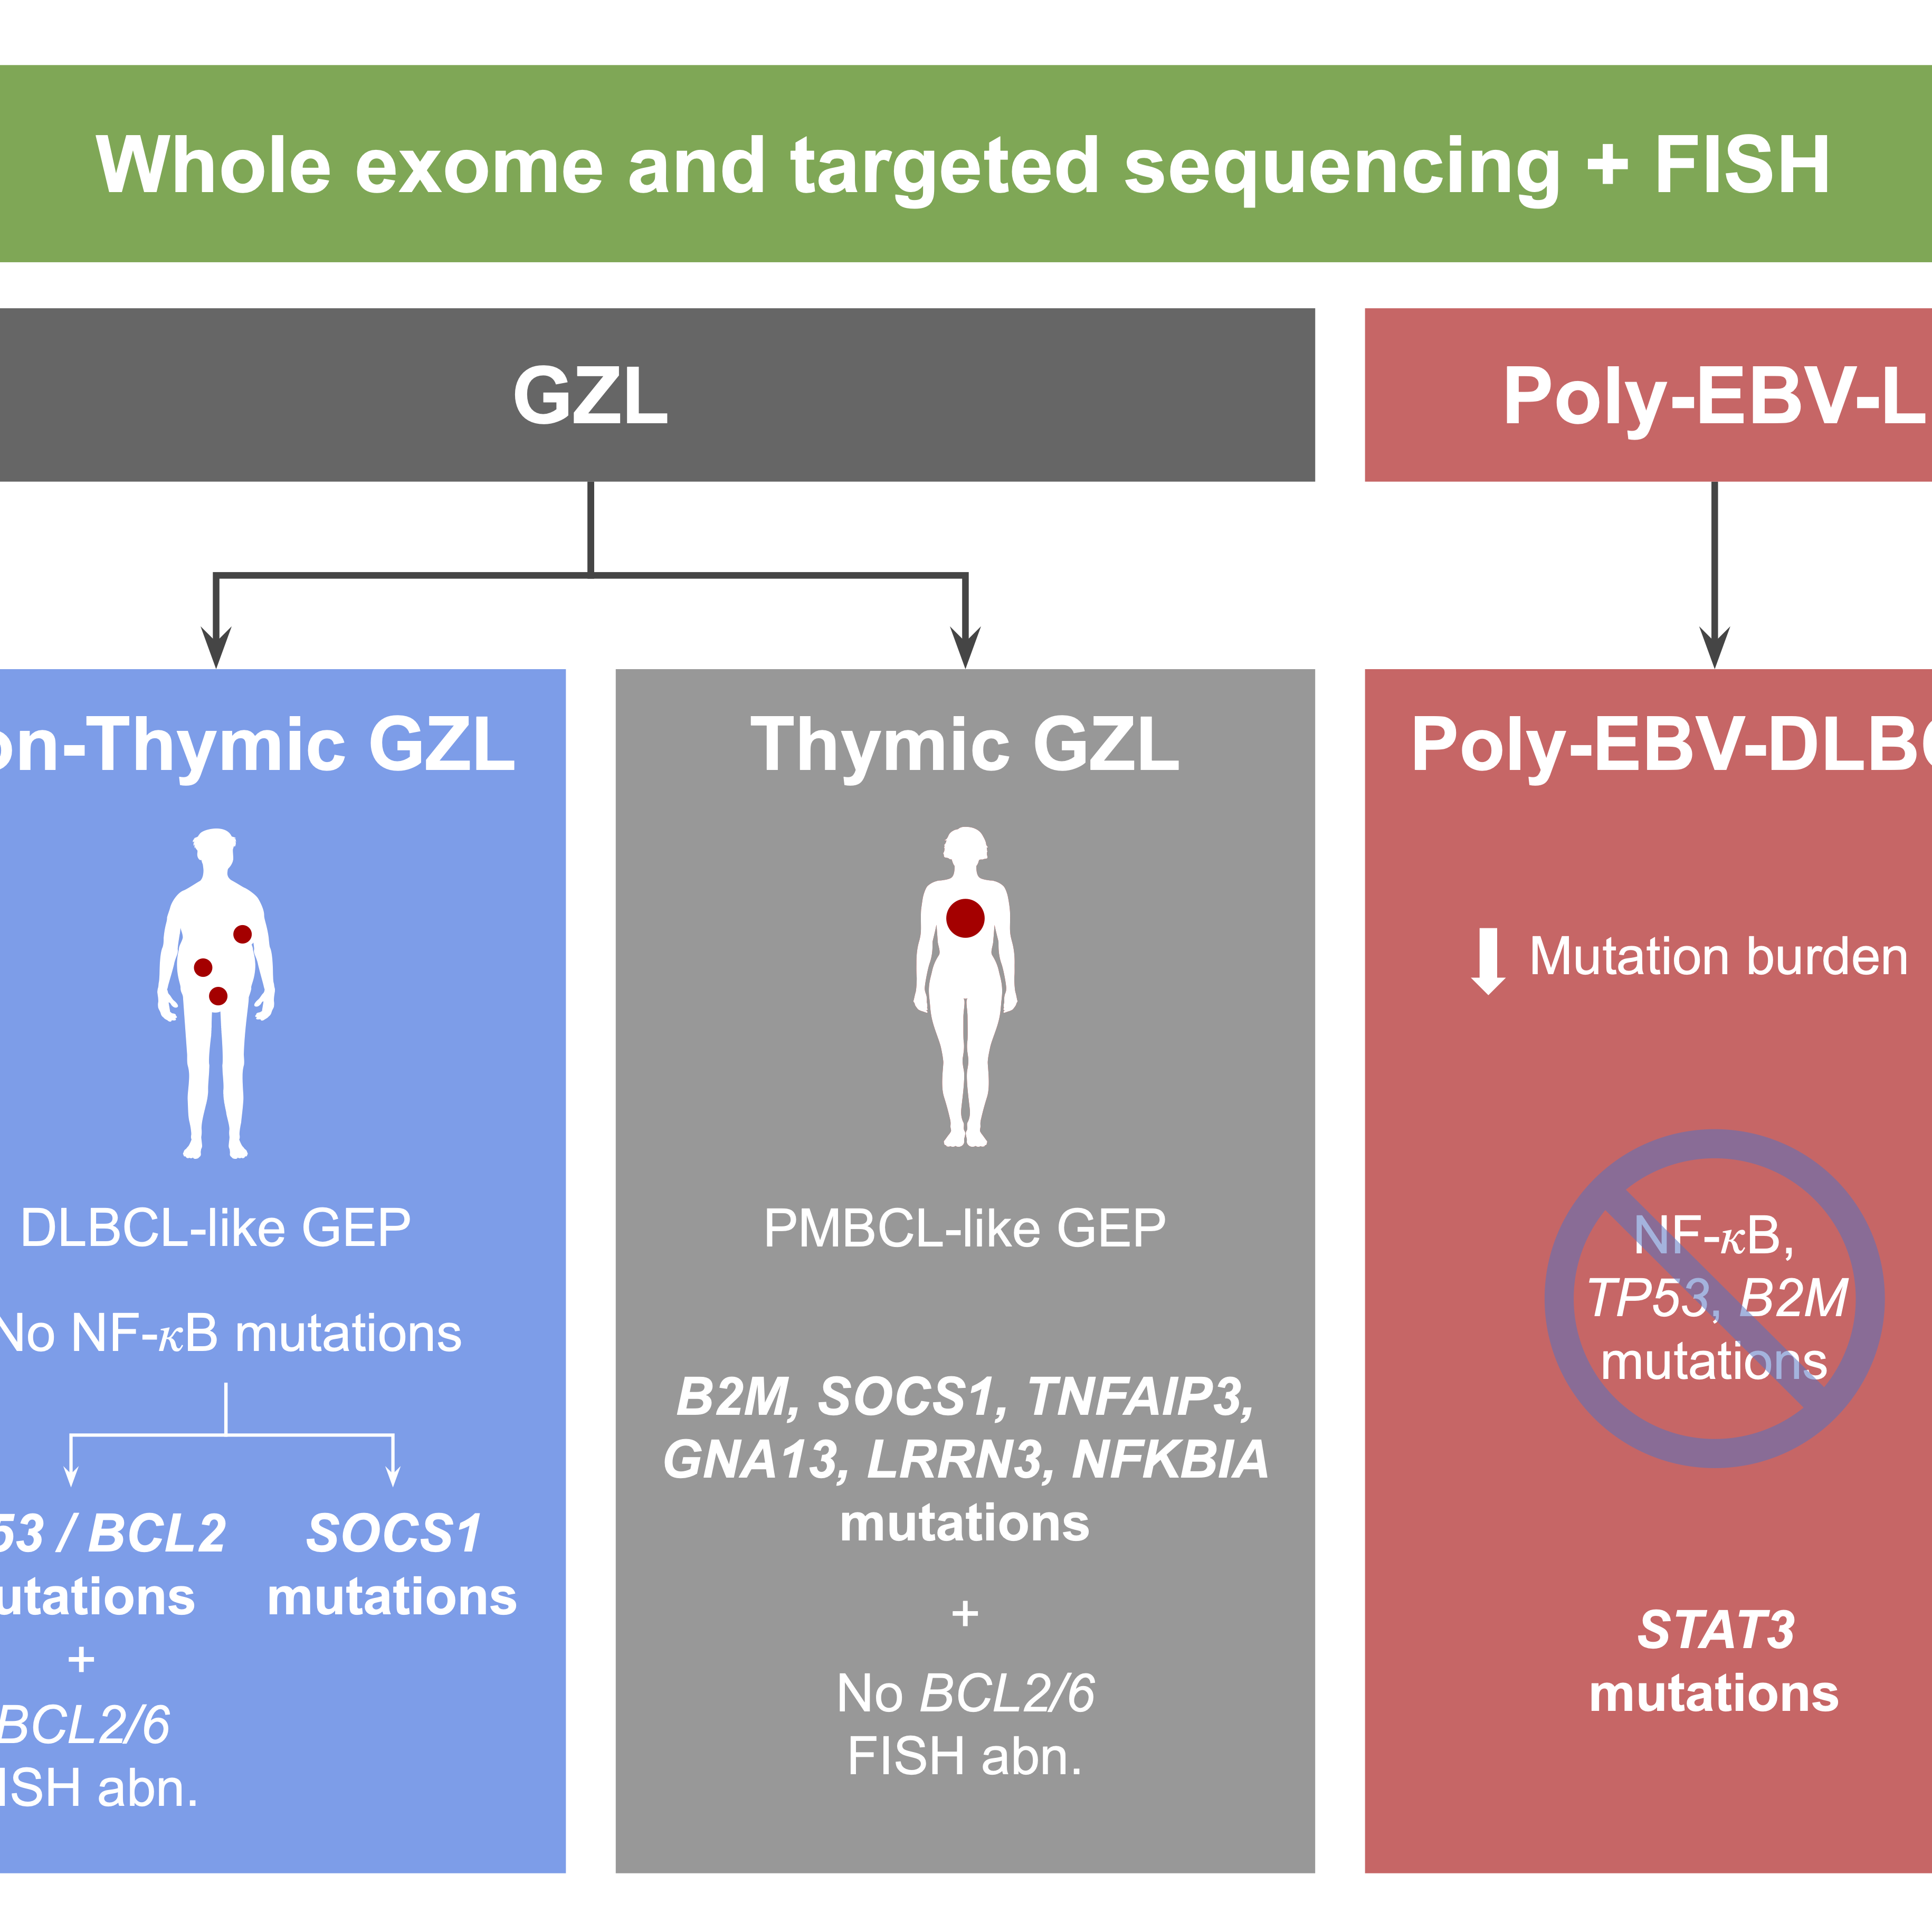 Whole exome and targeted sequencing + FISH
GZL
Poly-EBV-L
on-Thymic GZL
DLBCL-like GEP
No NF-κB mutations
53 / BCL2
utations
+
BCL2/6
ISH abn.
SOCS1
mutations
Thymic GZL
PMBCL-like GEP
B2M, SOCS1, TNFAIP3,
GNA13, LRRN3, NFKBIA
mutations
+
No BCL2/6
FISH abn.
Poly-EBV-DLBC
Mutation burden
NF-κB,
TP53, B2M
mutations
STAT3
mutations